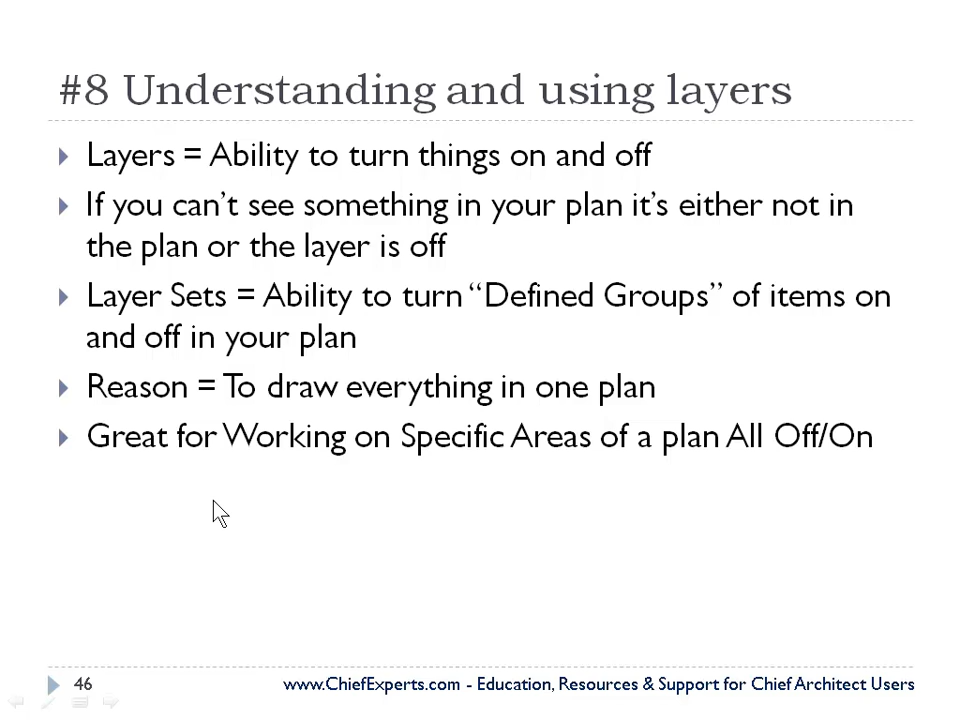 #8 Understanding and using layers
Layers = Ability to turn things on and off
If you can’t see something in your plan it’s either not in
the plan or the layer is off
Layer Sets = Ability to turn “Defined Groups” of items on
and off in your plan
Reason = To draw everything in one plan
Great for Working on Specific Areas of a plan All Off/On
46
www.ChiefExperts.com - Education, Resources & Support for Chief Architect Users